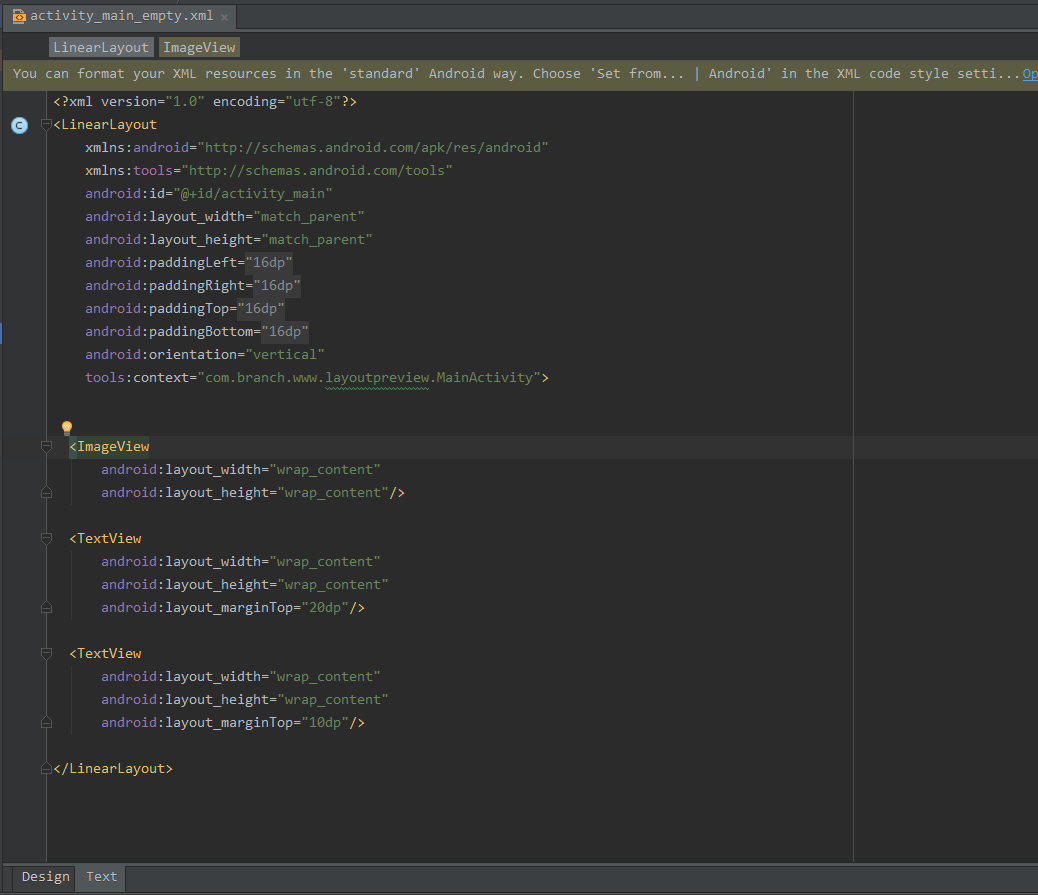 activity_main_empty.xml
LinearLayout ImageView
You can format your XML resources in the 'standard' Android way. Choose 'Set from... | Android' in the XML code style setti... Op
<?xml version="1.0" encoding="utf-8"?>
C
<LinearLayout
xmlns:android="http://schemas.android.com/apk/res/android"
xmlns:tools="http://schemas.android.com/tools"
android:id="@+id/activity_main"
android:layout_width="match_parent"
android:layout_height="match_parent"
android:paddingLeft="16dp"
android:paddingRight="16dp"
android:paddingTop="16dp"
android:paddingBottom="16dp"
android:orientation="vertical"
tools:context="com.branch.www.layoutpreview.MainActivity">
<ImageView
android:layout_width="wrap_content"
android:layout_height="wrap_content"/>
<TextView
android:layout_width="wrap_content"
android:layout_height="wrap_content"
android:layout_marginTop="20dp"/>
<TextView
android:layout_width="wrap_content"
android:layout_height="wrap_content"
android:layout_marginTop="10dp"/>
</LinearLayout>
Design Text